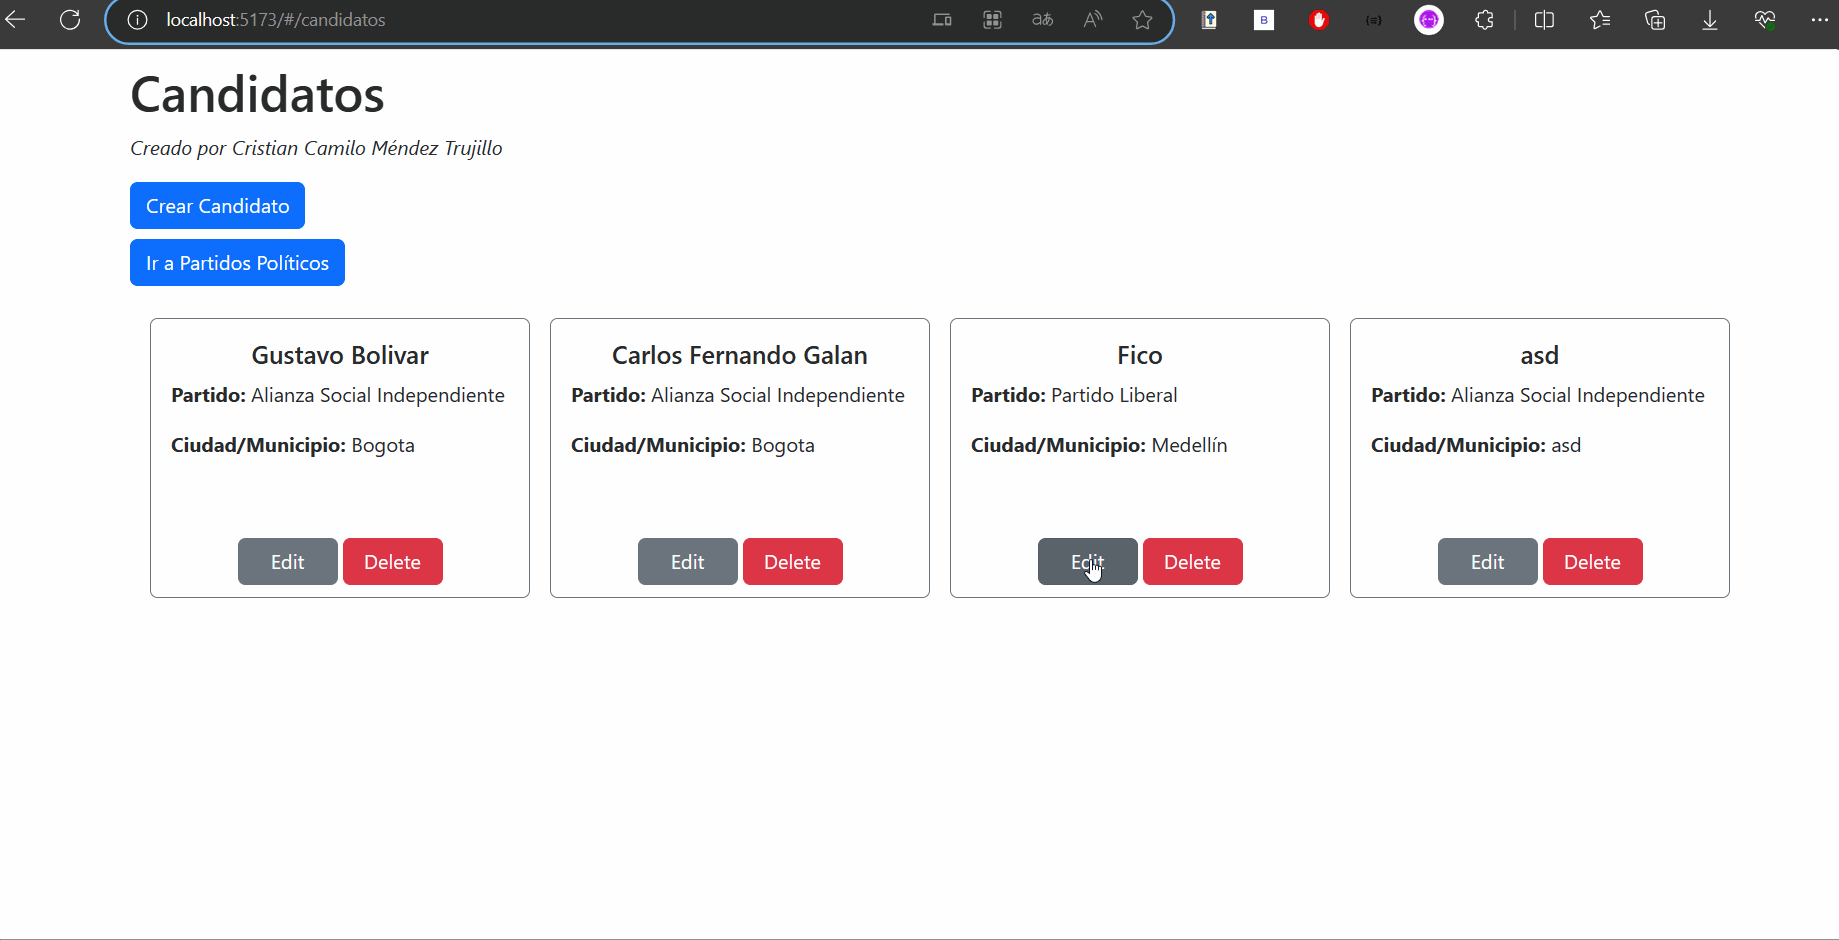 localhost:5173/#/candidatos
Candidatos
Creado por Cristian Camilo Méndez Trujillo
Crear Candidato
Ir a Partidos Políticos
Gustavo Bolivar
Partido: Alianza Social Independiente
Ciudad/Municipio: Bogota
Edit Delete
Carlos Fernando Galan
Partido: Alianza Social Independiente
Ciudad/Municipio: Bogota
Edit Delete
Fico
Partido: Partido Liberal
Ciudad/Municipio: Medellín
Edit Delete
asd
Partido: Alianza Social Independiente
Ciudad/Municipio: asd
Edit Delete